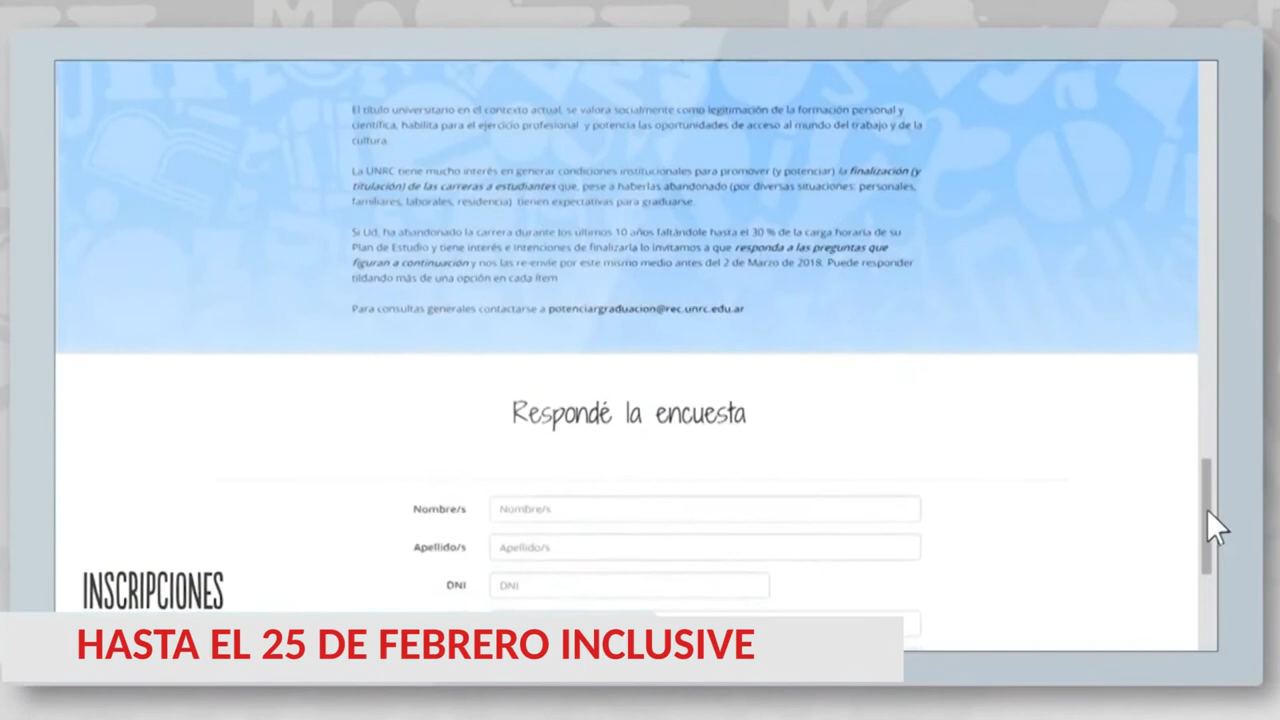 El título universitario en el contexto actual, se valora socialmente como legitimación de la formación personal y
científica, habilita para el ejercicio profesional y potencia las oportunidades de acceso al mundo del trabajo y de la
cultura.
La UNRC tiene mucho interés en generar condiciones institucionales para promover (y potenciar) la finalización (y
titulación) de las carreras a estudiantes que, pese a haberlas abandonado (por diversas situaciones: personales,
familiares, laborales, residencia) tienen expectativas para graduarse.
Si Ud. ha abandonado la carrera durante los últimos 10 años faltándole hasta el 30 % de la carga horaria de su
Plan de Estudio y tiene interés e intenciones de finalizarla lo invitamos a que responda a las preguntas que
figuran a continuación y nos las re-envíe por este mismo medio antes del 2 de Marzo de 2018. Puede responder
tildando más de una opción en cada ítem
Para consultas generales contactarse a potenciargraduacion@rec.unrc.edu.ar
Respondé la encuesta
Nombre/s Nombre/s
Apellido/s Apellido/s
DNI DNI
INSCRIPCIONES
HASTA EL 25 DE FEBRERO INCLUSIVE